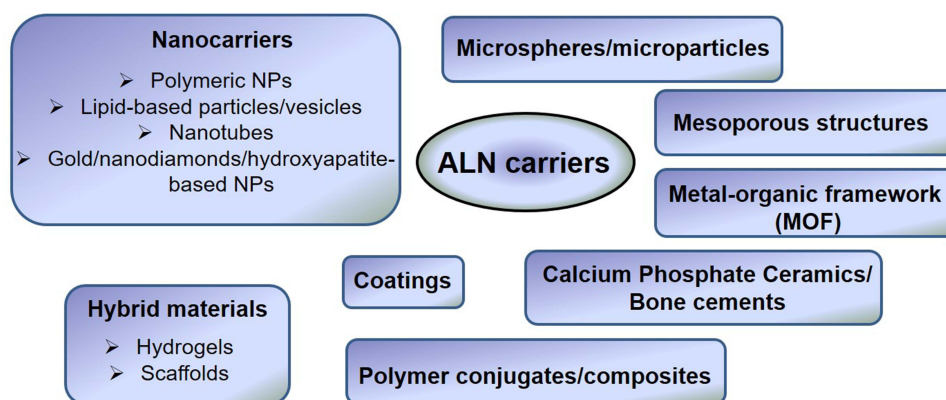 Nanocarriers
➢ Polymeric NPs
➢ Lipid-based particles/vesicles
➢ Nanotubes
➢ Gold/nanodiamonds/hydroxyapatite-
based NPs
Microspheres/microparticles
Mesoporous structures
ALN carriers
Metal-organic framework
(MOF)
Coatings
Calcium Phosphate Ceramics/
Bone cements
Hybrid materials
➢ Hydrogels
➢ Scaffolds
Polymer conjugates/composites